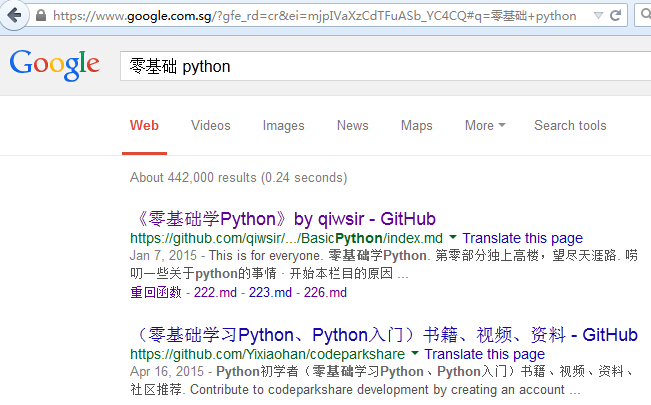 https://www.google.com.sg/?gfe_rd=cr&ei=mjpIVaXzCdTFuASb_YC4CQ#q=零基础+python
Google
零基础 python
Web Videos Images News Maps More Search tools
About 442,000 results (0.24 seconds)
《零基础学Python》by qiwsir - GitHub
https://github.com/qiwsir/.../BasicPython/index.md Translate this page
Jan 7, 2015 - This is for everyone. 零基础学Python. 第零部分独上高楼，望尽天涯路. 唠
叨一些关于python的事情 · 开始本栏目的原因 ...
重回函数 - 222.md - 223.md - 226.md
（零基础学习Python、Python入门）书籍、视频、资料 - GitHub
https://github.com/Yixiaohan/codeparkshare Translate this page
Apr 16, 2015 - Python初学者（零基础学习Python、Python入门）书籍、视频、资料、
社区推荐. Contribute to codeparkshare development by creating an account ...